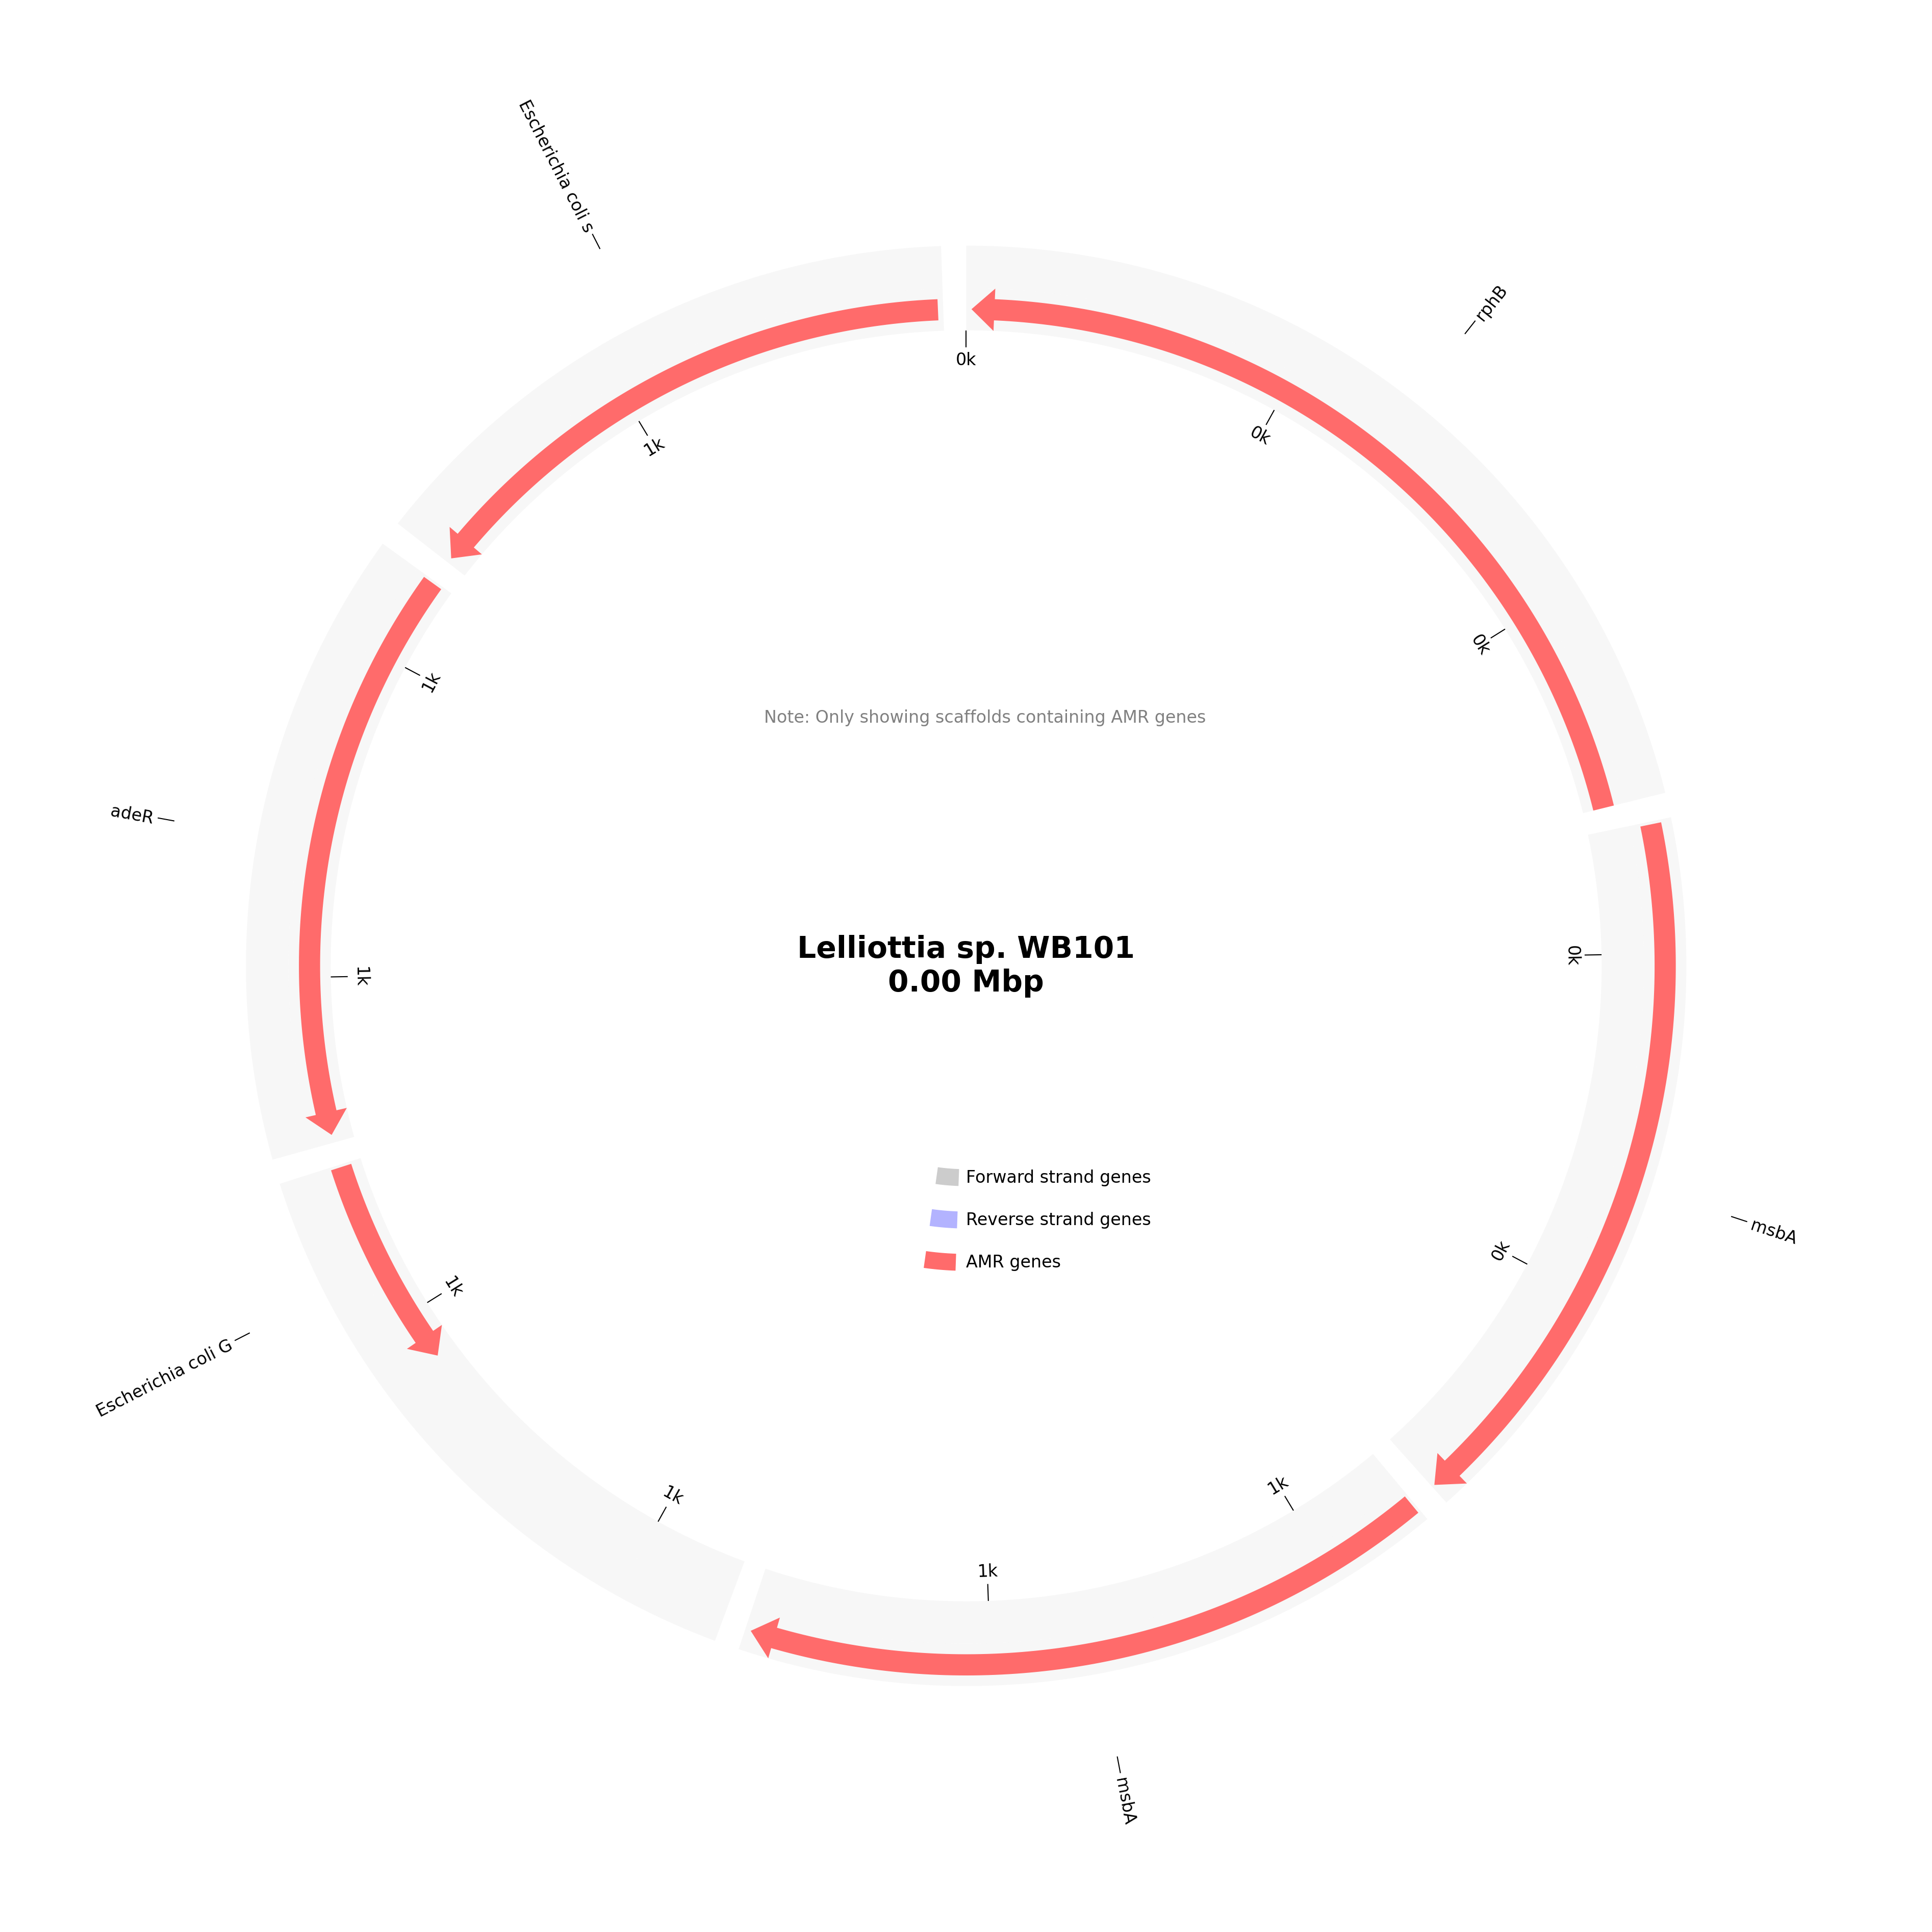 Escherichia coli s
rphB
0k
0k
1k
0k
1k
Note: Only showing scaffolds containing AMR genes
adeR
Lelliottia sp. WB101
0.00 Mbp
0k
1k
Forward strand genes
Reverse strand genes
AMR genes
msbA
0k
1k
Escherichia coli G
1k
1k
1k
msbA